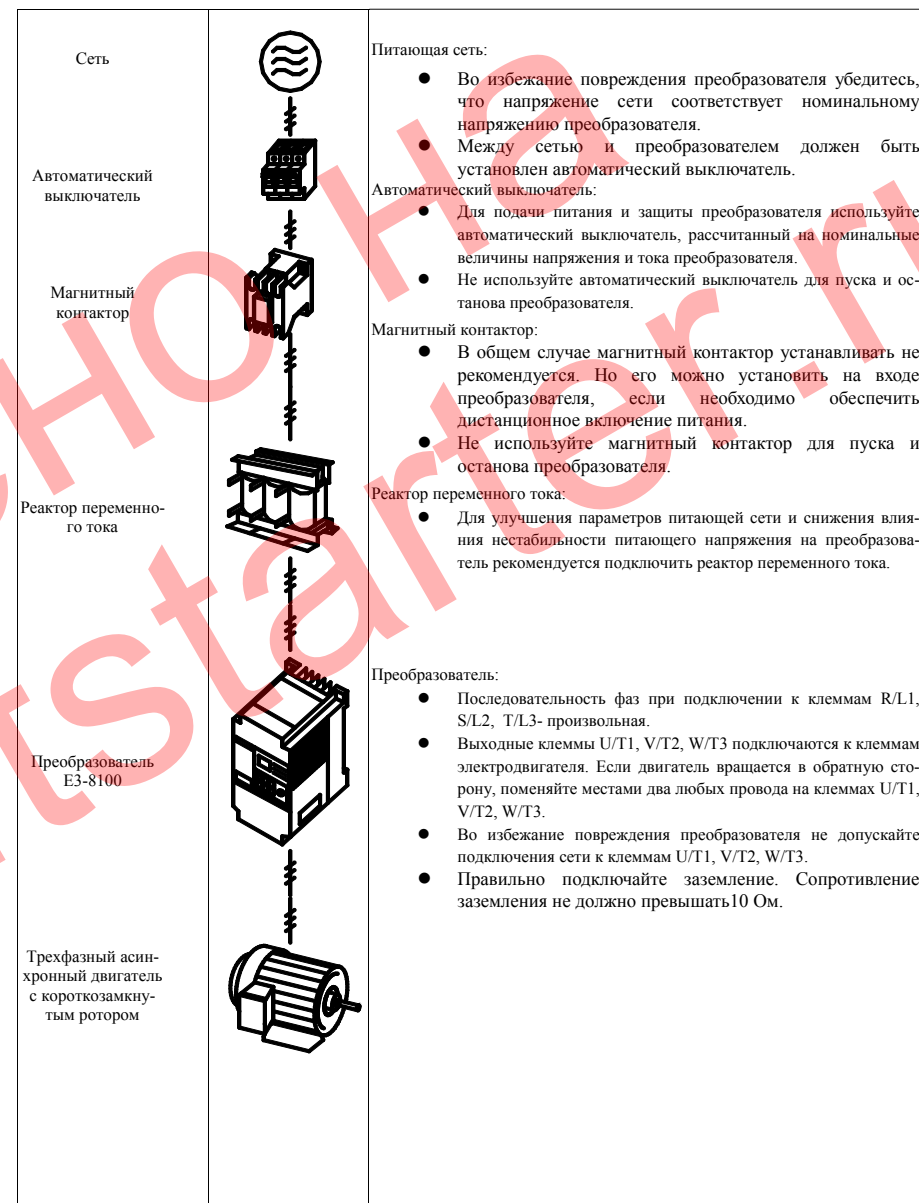 Сеть
Автоматический
выключатель
Магнитный
контактор
Реактор переменно-
го тока
Преобразователь
E3-8100
Трехфазный асин-
хронный двигатель
с короткозамкну-
тым ротором
Питающая сеть:
● Во избежание повреждения преобразователя убедитесь,
что напряжение сети соответствует номинальному
напряжению преобразователя.
● Между сетью и преобразователем должен быть
установлен автоматический выключатель.
Автоматический выключатель:
● Для подачи питания и защиты преобразователя используйте
автоматический выключатель, рассчитанный на номинальные
величины напряжения и тока преобразователя.
● Не используйте автоматический выключатель для пуска и ос-
танова преобразователя.
Магнитный контактор:
● В общем случае магнитный контактор устанавливать не
рекомендуется. Но его можно установить на входе
преобразователя, если необходимо обеспечить
дистанционное включение питания.
● Не используйте магнитный контактор для пуска и
останова преобразователя.
Реактор переменного тока:
● Для улучшения параметров питающей сети и снижения влия-
ния нестабильности питающего напряжения на преобразова-
тель рекомендуется подключить реактор переменного тока.
Преобразователь:
● Последовательность фаз при подключении к клеммам R/L1,
S/L2, T/L3- произвольная.
● Выходные клеммы U/T1, V/T2, W/T3 подключаются к клеммам
электродвигателя. Если двигатель вращается в обратную сто-
рону, поменяйте местами два любых провода на клеммах U/T1,
V/T2, W/T3.
● Во избежание повреждения преобразователя не допускайте
подключения сети к клеммам U/T1, V/T2, W/T3.
● Правильно подключайте заземление. Сопротивление
заземления не должно превышать10 Ом.
на
tstarter.r